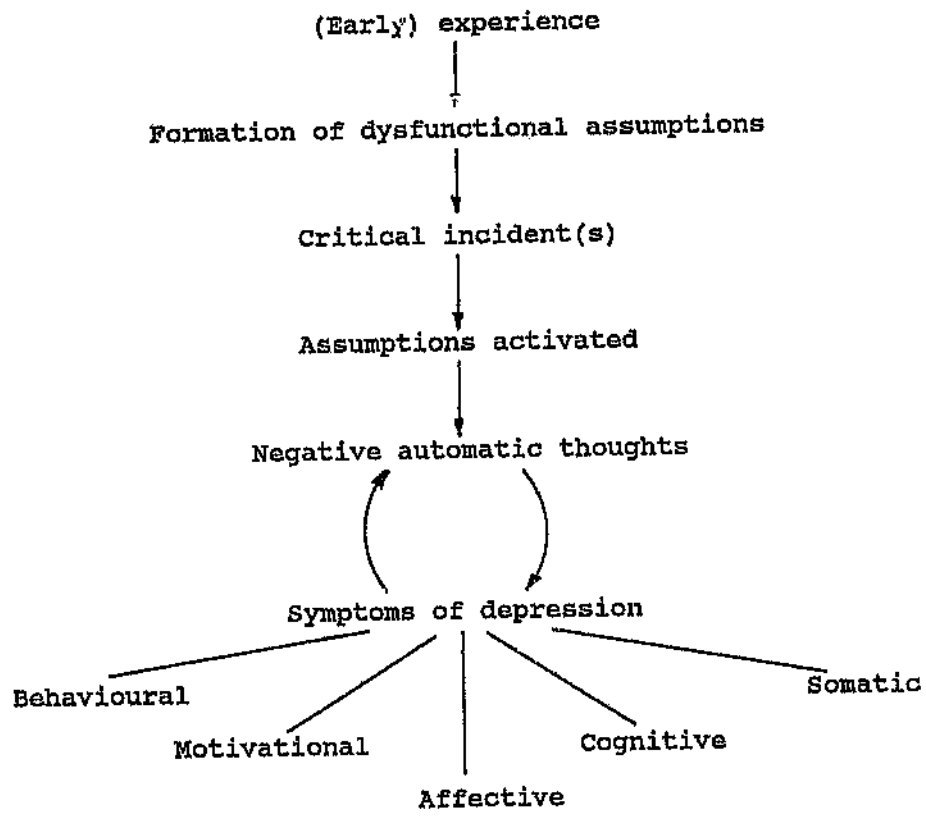 (Early) experience
Formation of dysfunctional assumptions
Critical incident(s)
Assumptions activated
Negative automatic thoughts
Symptoms of depression
Behavioural
Somatic
Motivational
Cognitive
Affective